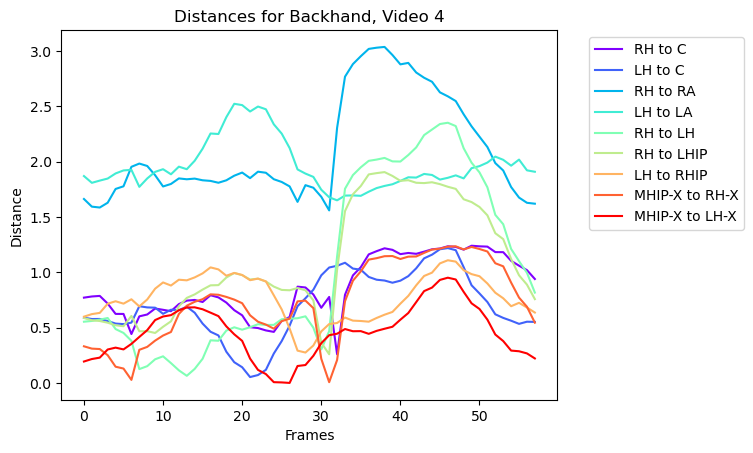 Distances for Backhand, Video 4
3.0
2.5
2.0
1.5
1.0
0.5
0.0
Distance
0
10
20
30
40
50
Frames
RH to C
LH to C
RH to RA
LH to LA
RH to LH
RH to LHIP
LH to RHIP
MHIP-X to RH-X
MHIP-X to LH-X